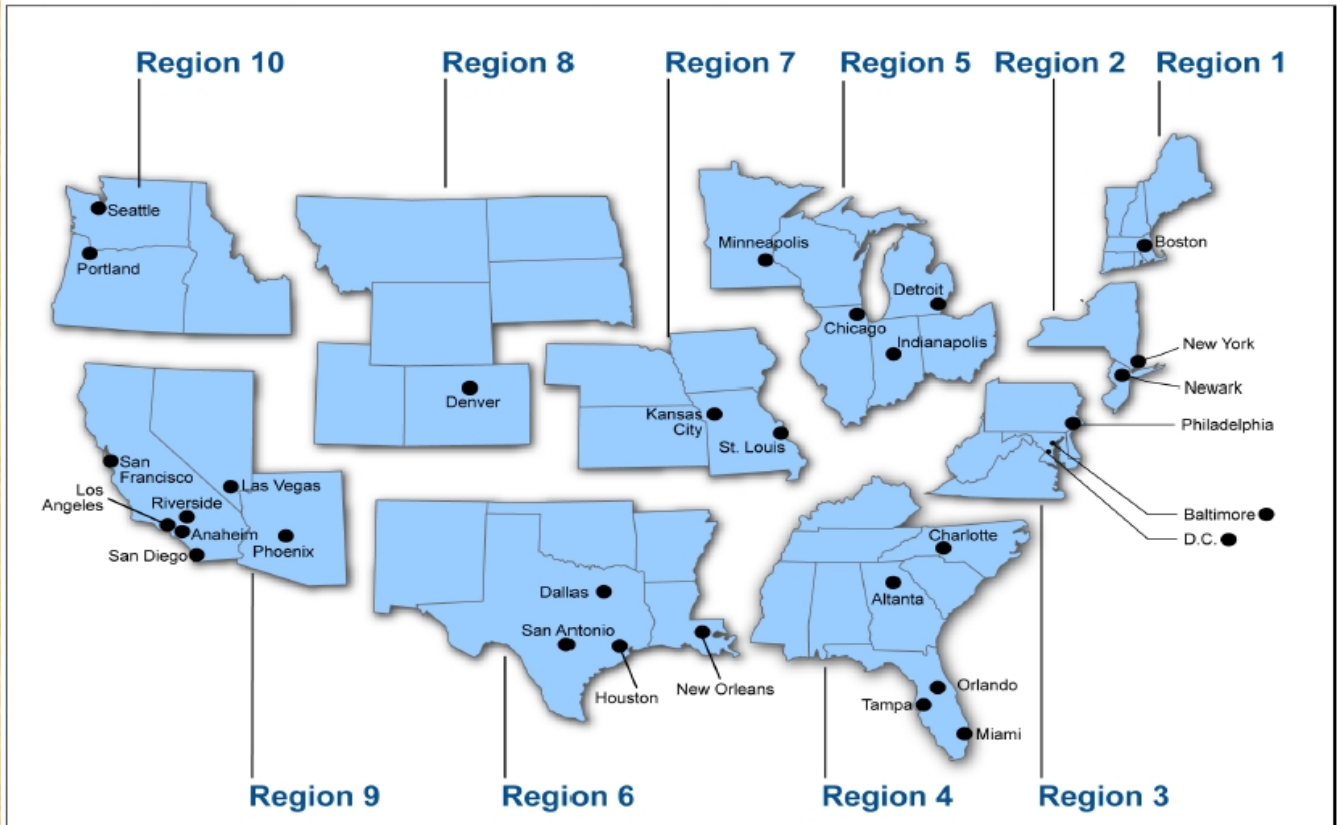 Region 10
Region 8
Region 7
Region 5
Region 2
Region 1
Seattle
Portland
Minneapolis
Boston
Detroit
Chicago
Indianapolis
New York
Newark
Denver
Kansas
City
St. Louis
Philadelphia
San
Francisco
Los
Angeles
Las Vegas
Riverside
Anaheim
San Diego
Phoenix
Baltimore
D.C.
Charlotte
Altanta
Dallas
San Antonio
Houston
New Orleans
Orlando
Tampa
Miami
Region 9
Region 6
Region 4
Region 3